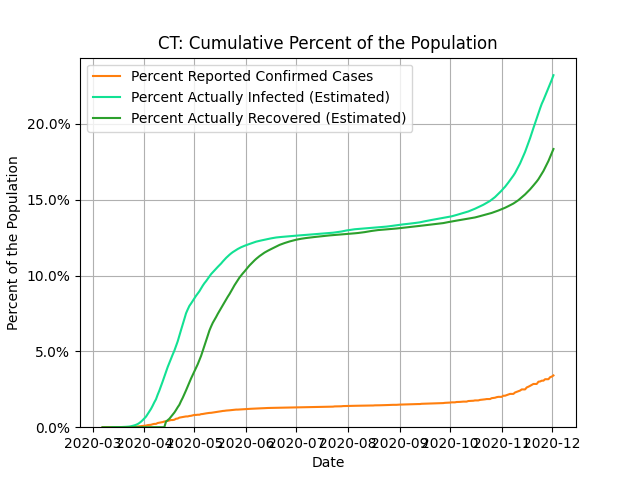 CT: Cumulative Percent of the Population
Percent Reported Confirmed Cases
Percent Actually Infected (Estimated)
Percent Actually Recovered (Estimated)
Percent of the Population
20.0%
15.0%
10.0%
5.0%
0.0%
2020-03 2020-04 2020-05 2020-06 2020-07 2020-08 2020-09 2020-10 2020-11 2020-12
Date